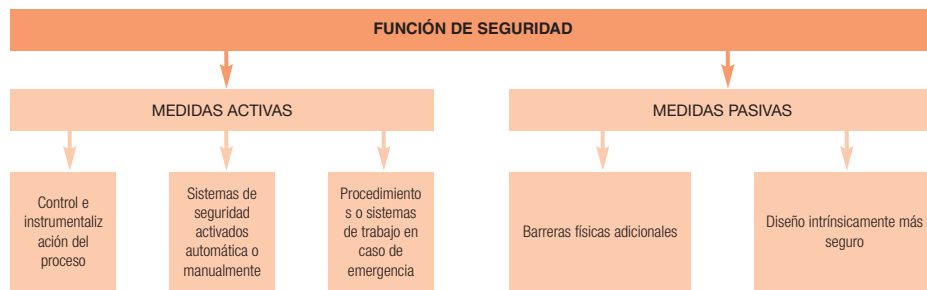 FUNCIÓN DE SEGURIDAD
MEDIDAS ACTIVAS
MEDIDAS PASIVAS
Control e
instrumentaliz
ación del
proceso
Sistemas de
seguridad
activados
automática o
manualmente
Procedimiento
s o sistemas
de trabajo en
caso de
emergencia
Barreras físicas adicionales
Diseño intrínsicamente más
seguro